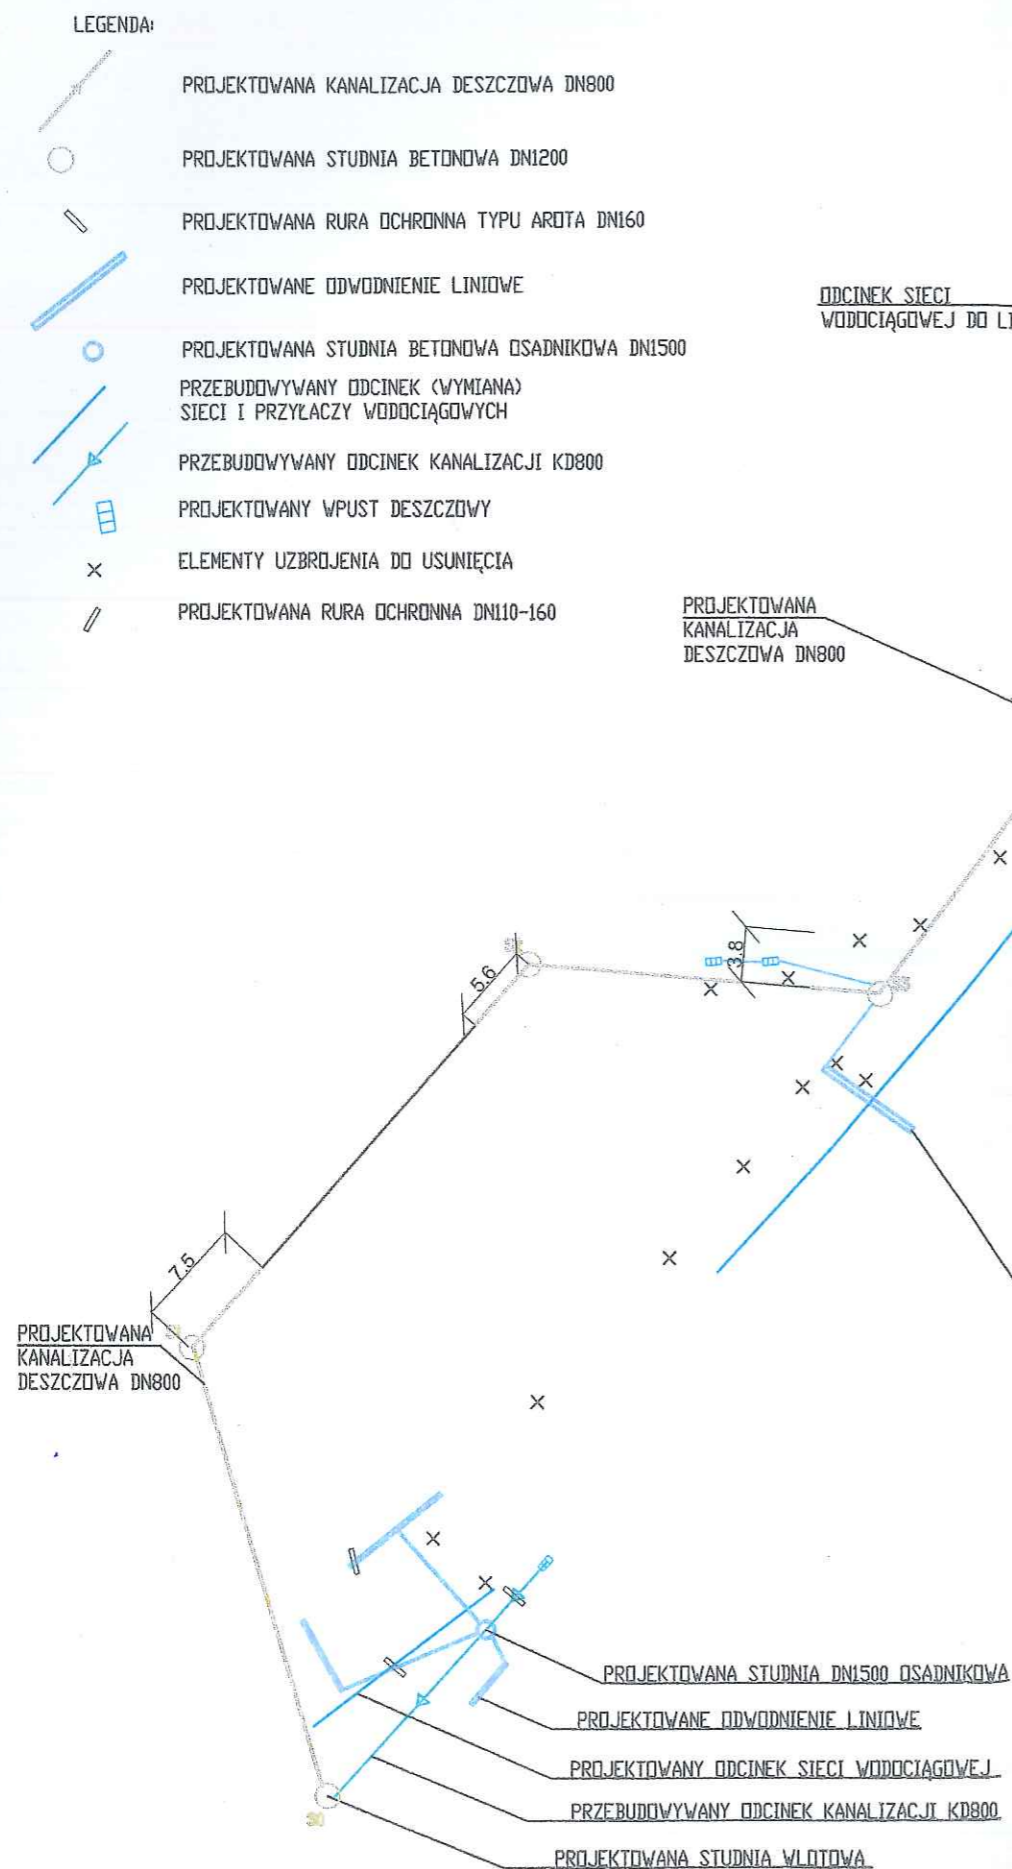 LEGENDA:
PROJEKTOWANA KANALIZACJA DESZCZOWA DN800
PROJEKTOWANA STUDNIA BETONOWA DN1200
PROJEKTOWANA RURA OCHRONNA TYPU AROTA DN160
PROJEKTOWANE ODWODNIENIE LINIOWE
PROJEKTOWANA STUDNIA BETONOWA OSADNIKOWA DN1500
PRZEBUDOWYWANY ODCINEK (WYMIANA)
SIECI I PRZYŁACZY WODOCIĄGOWYCH
PRZEBUDOWYWANY ODCINEK KANALIZACJI KD800
PROJEKTOWANY WPUST DESZCZOWY
ELEMENTY UZBROJENIA DO USUNIĘCIA
PROJEKTOWANA RURA OCHRONNA DN110-160
ODCINEK SIECI
WODOCIĄGOWEJ DO
PROJEKTOWANA
KANALIZACJA
DESZCZOWA DN800
3.8
5.6
7.5
PROJEKTOWANA
KANALIZACJA
DESZCZOWA DN800
PROJEKTOWANA STUDNIA DN1500 OSADNIKOWA
PROJEKTOWANE ODWODNIENIE LINIOWE
PROJEKTOWANY ODCINEK SIECI WODOCIĄGOWEJ
PRZEBUDOWYWANY ODCINEK KANALIZACJI KD800
S0
PROJEKTOWANA STUDNIA WLOTOWA